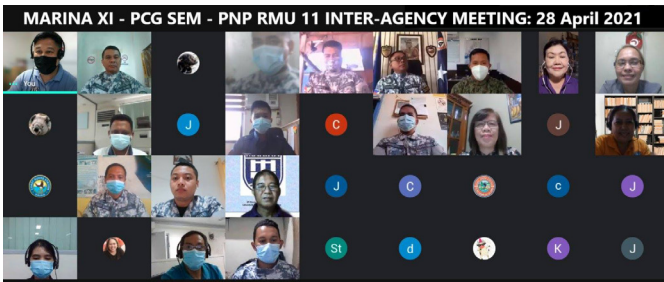 MARINA XI - PCG SEM - PNP RMU 11 INTER-AGENCY MEETING: 28 April 2021
You
J
C
J
J
C
c
J
St
d
K
J